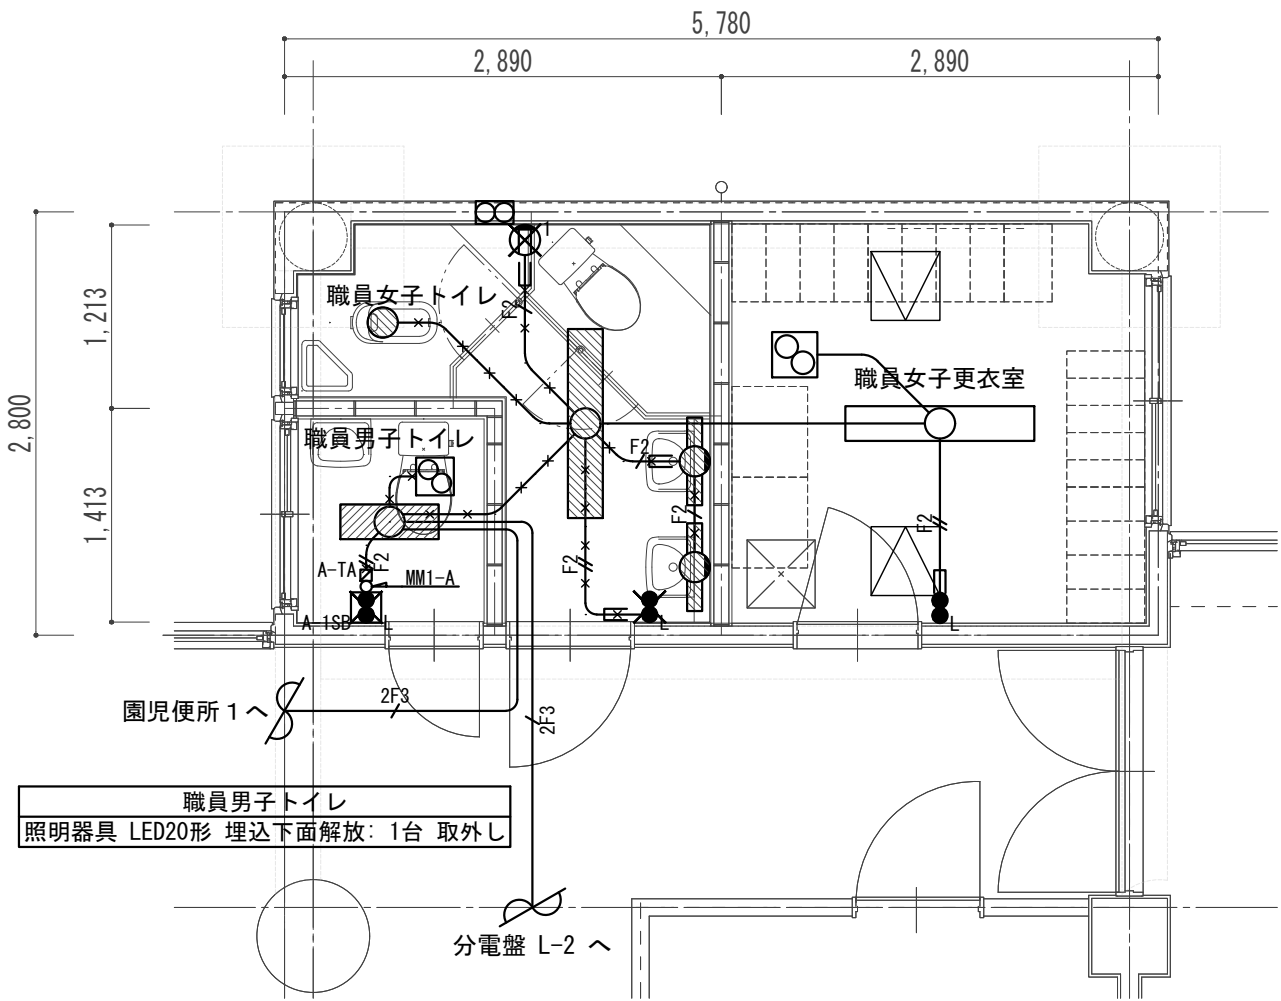 5,780
2,890
2,890
1
F2
職員女子トイレ
1,213
職員女子更衣室
2,800
職員男子トイレ
F2
1,413
F2
F2
F2
A-TA
F2
MM1-A
A-1SB
L
L
L
2F3
園児便所1へ
2F3
職員男子トイレ
照明器具 LED20形 埋込下面解放: 1台 取外し
分電盤 L-2 へ